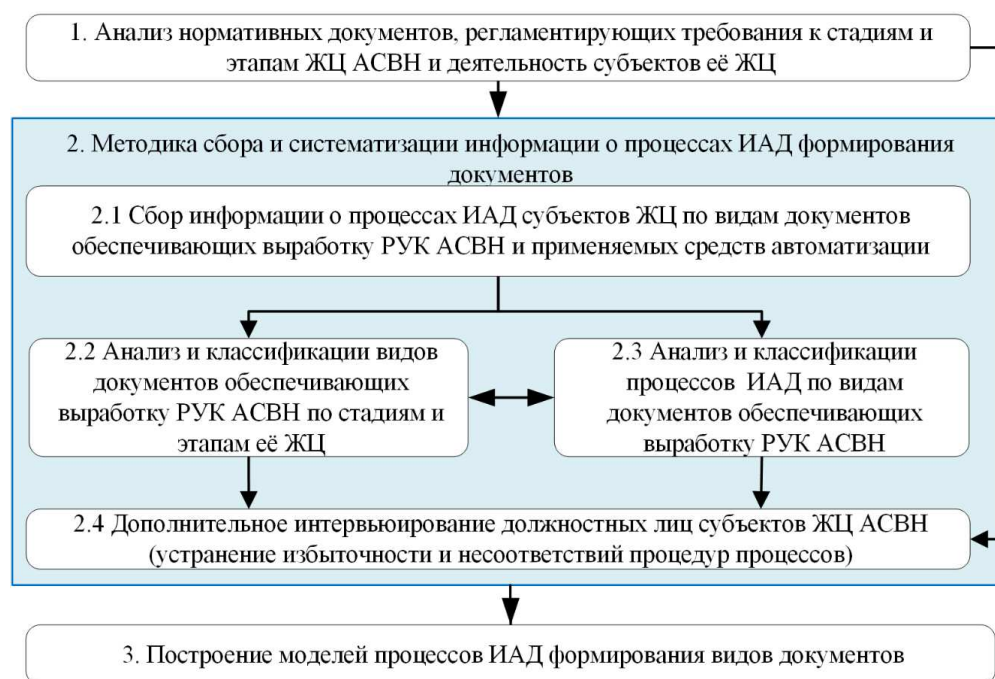 1. Анализ нормативных документов, регламентирующих требования к стадиям и
этапам ЖЦ АСВН и деятельность субъектов её ЖЦ
2. Методика сбора и систематизации информации о процессах ИАД формирования
документов
2.1 Сбор информации о процессах ИАД субъектов ЖЦ по видам документов
обеспечивающих выработку РУК АСВН и применяемых средств автоматизации
2.2 Анализ и классификации видов
документов обеспечивающих
выработку РУК АСВН по стадиям и
этапам её ЖЦ
2.3 Анализ и классификации
процессов ИАД по видам
документов обеспечивающих
выработку РУК АСВН
2.4 Дополнительное интервьюирование должностных лиц субъектов ЖЦ АСВН
(устранение избыточности и несоответствий процедур процессов)
3. Построение моделей процессов ИАД формирования видов документов